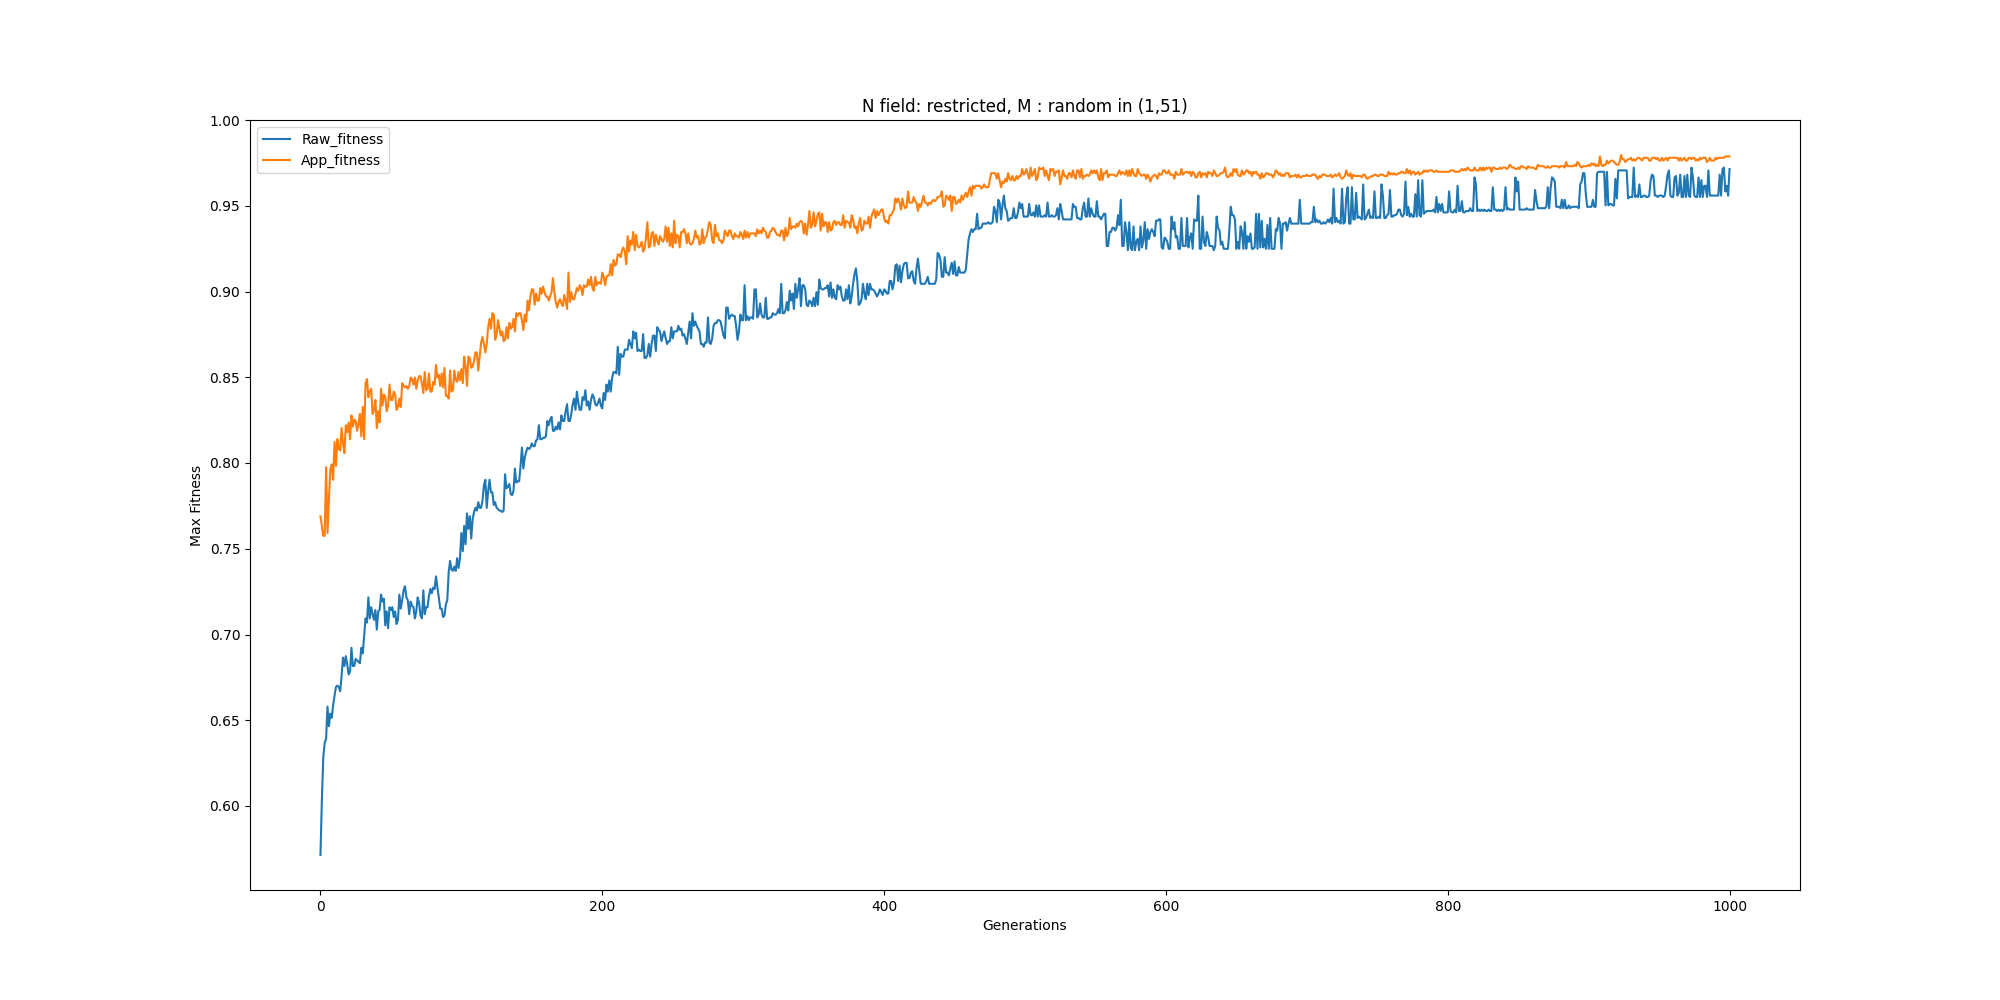 N field: restricted, M : random in (1,51)
1.00
0.95
0.90
0.85
0.80
0.75
0.70
0.65
0.60
Max Fitness
Raw_fitness
App_fitness
0 200 400 600 800 1000
Generations